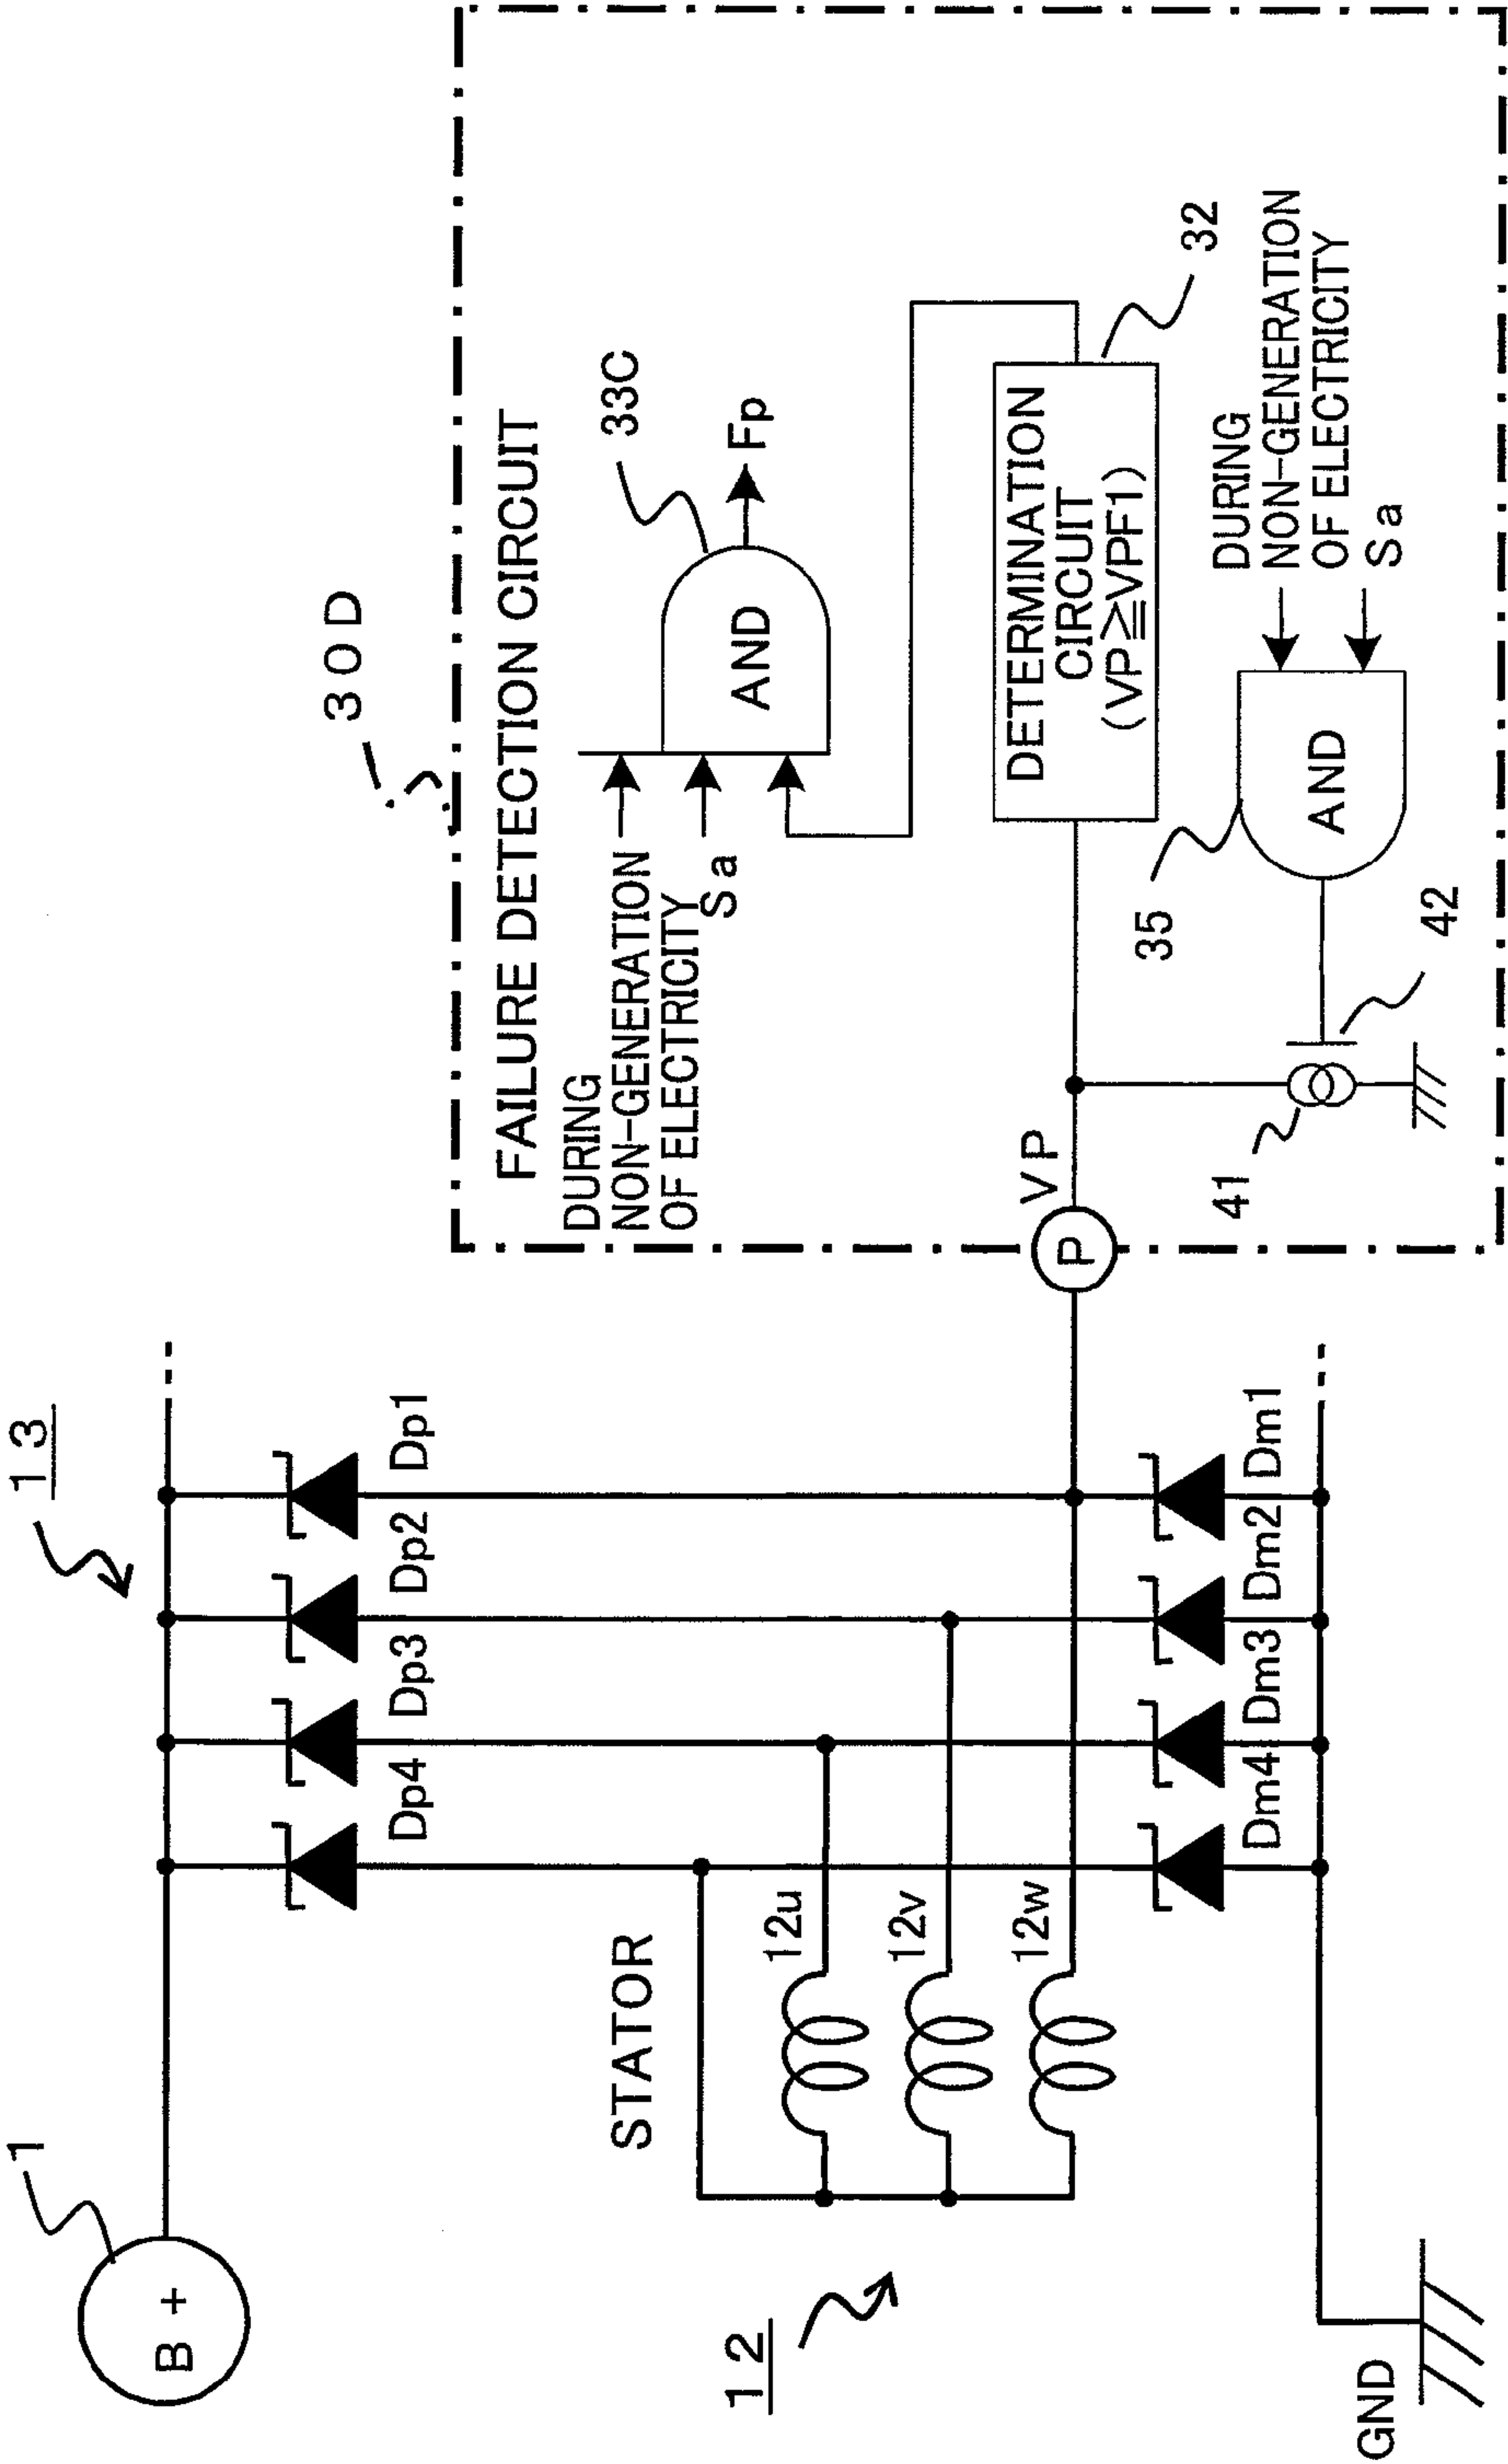 1
B +
13
Dp4
Dp3
Dp2
Dp1
STATOR
12u
12v
12w
12
Dm4
Dm3
Dm2
Dm1
GND
30D
FAILURE DETECTION CIRCUIT
DURING
NON-GENERATION
OF ELECTRICITY
Sa
AND
33C
Fp
P
VP
DETERMINATION
CIRCUIT
(VP≧VPF1)
32
41
42
35
AND
DURING
NON-GENERATION
OF ELECTRICITY
Sa